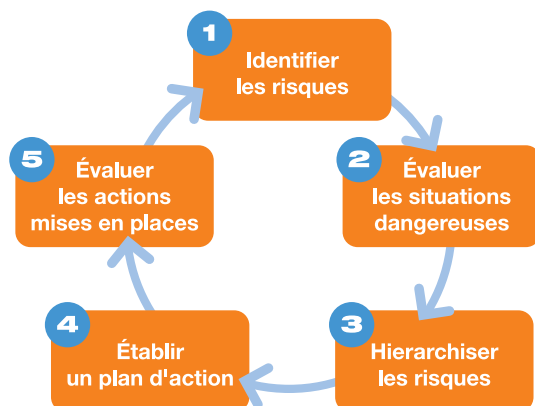 1
Identifier
les risques
2
Évaluer
les situations
dangereuses
3
Hierarchiser
les risques
4
Établir
un plan d'action
5
Évaluer
les actions
mises en places